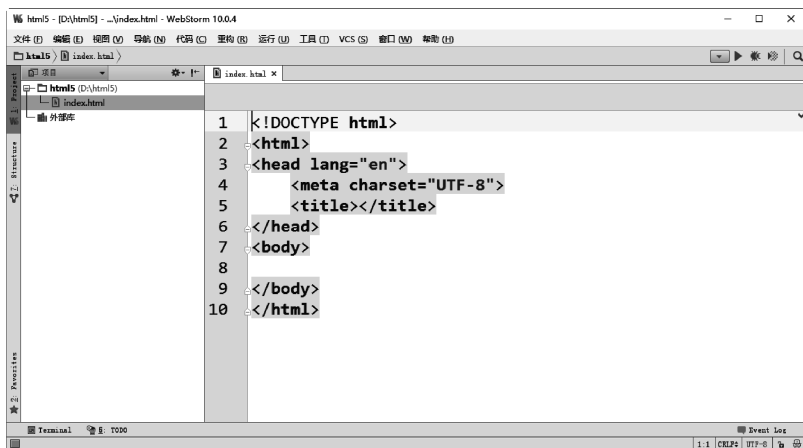 html5 - [D:\html5] - ...\index.html - WebStorm 10.0.4
文件 (F) 编辑 (E) 视图 (V) 导航 (N) 代码 (C) 重构 (R) 运行 (U) 工具 (T) VCS (S) 窗口 (W) 帮助 (H)
html5 index.html
项目
index.html ×
1: Project
html5 (D:\html5)
index.html
外部库
7: Structure
2: Favorites
1 <!DOCTYPE html>
2 <html>
3 <head lang="en">
4 <meta charset="UTF-8">
5 <title></title>
6 </head>
7 <body>
8
9 </body>
10 </html>
Terminal 6: TODO Event Log
1:1 CRLF UTF-8